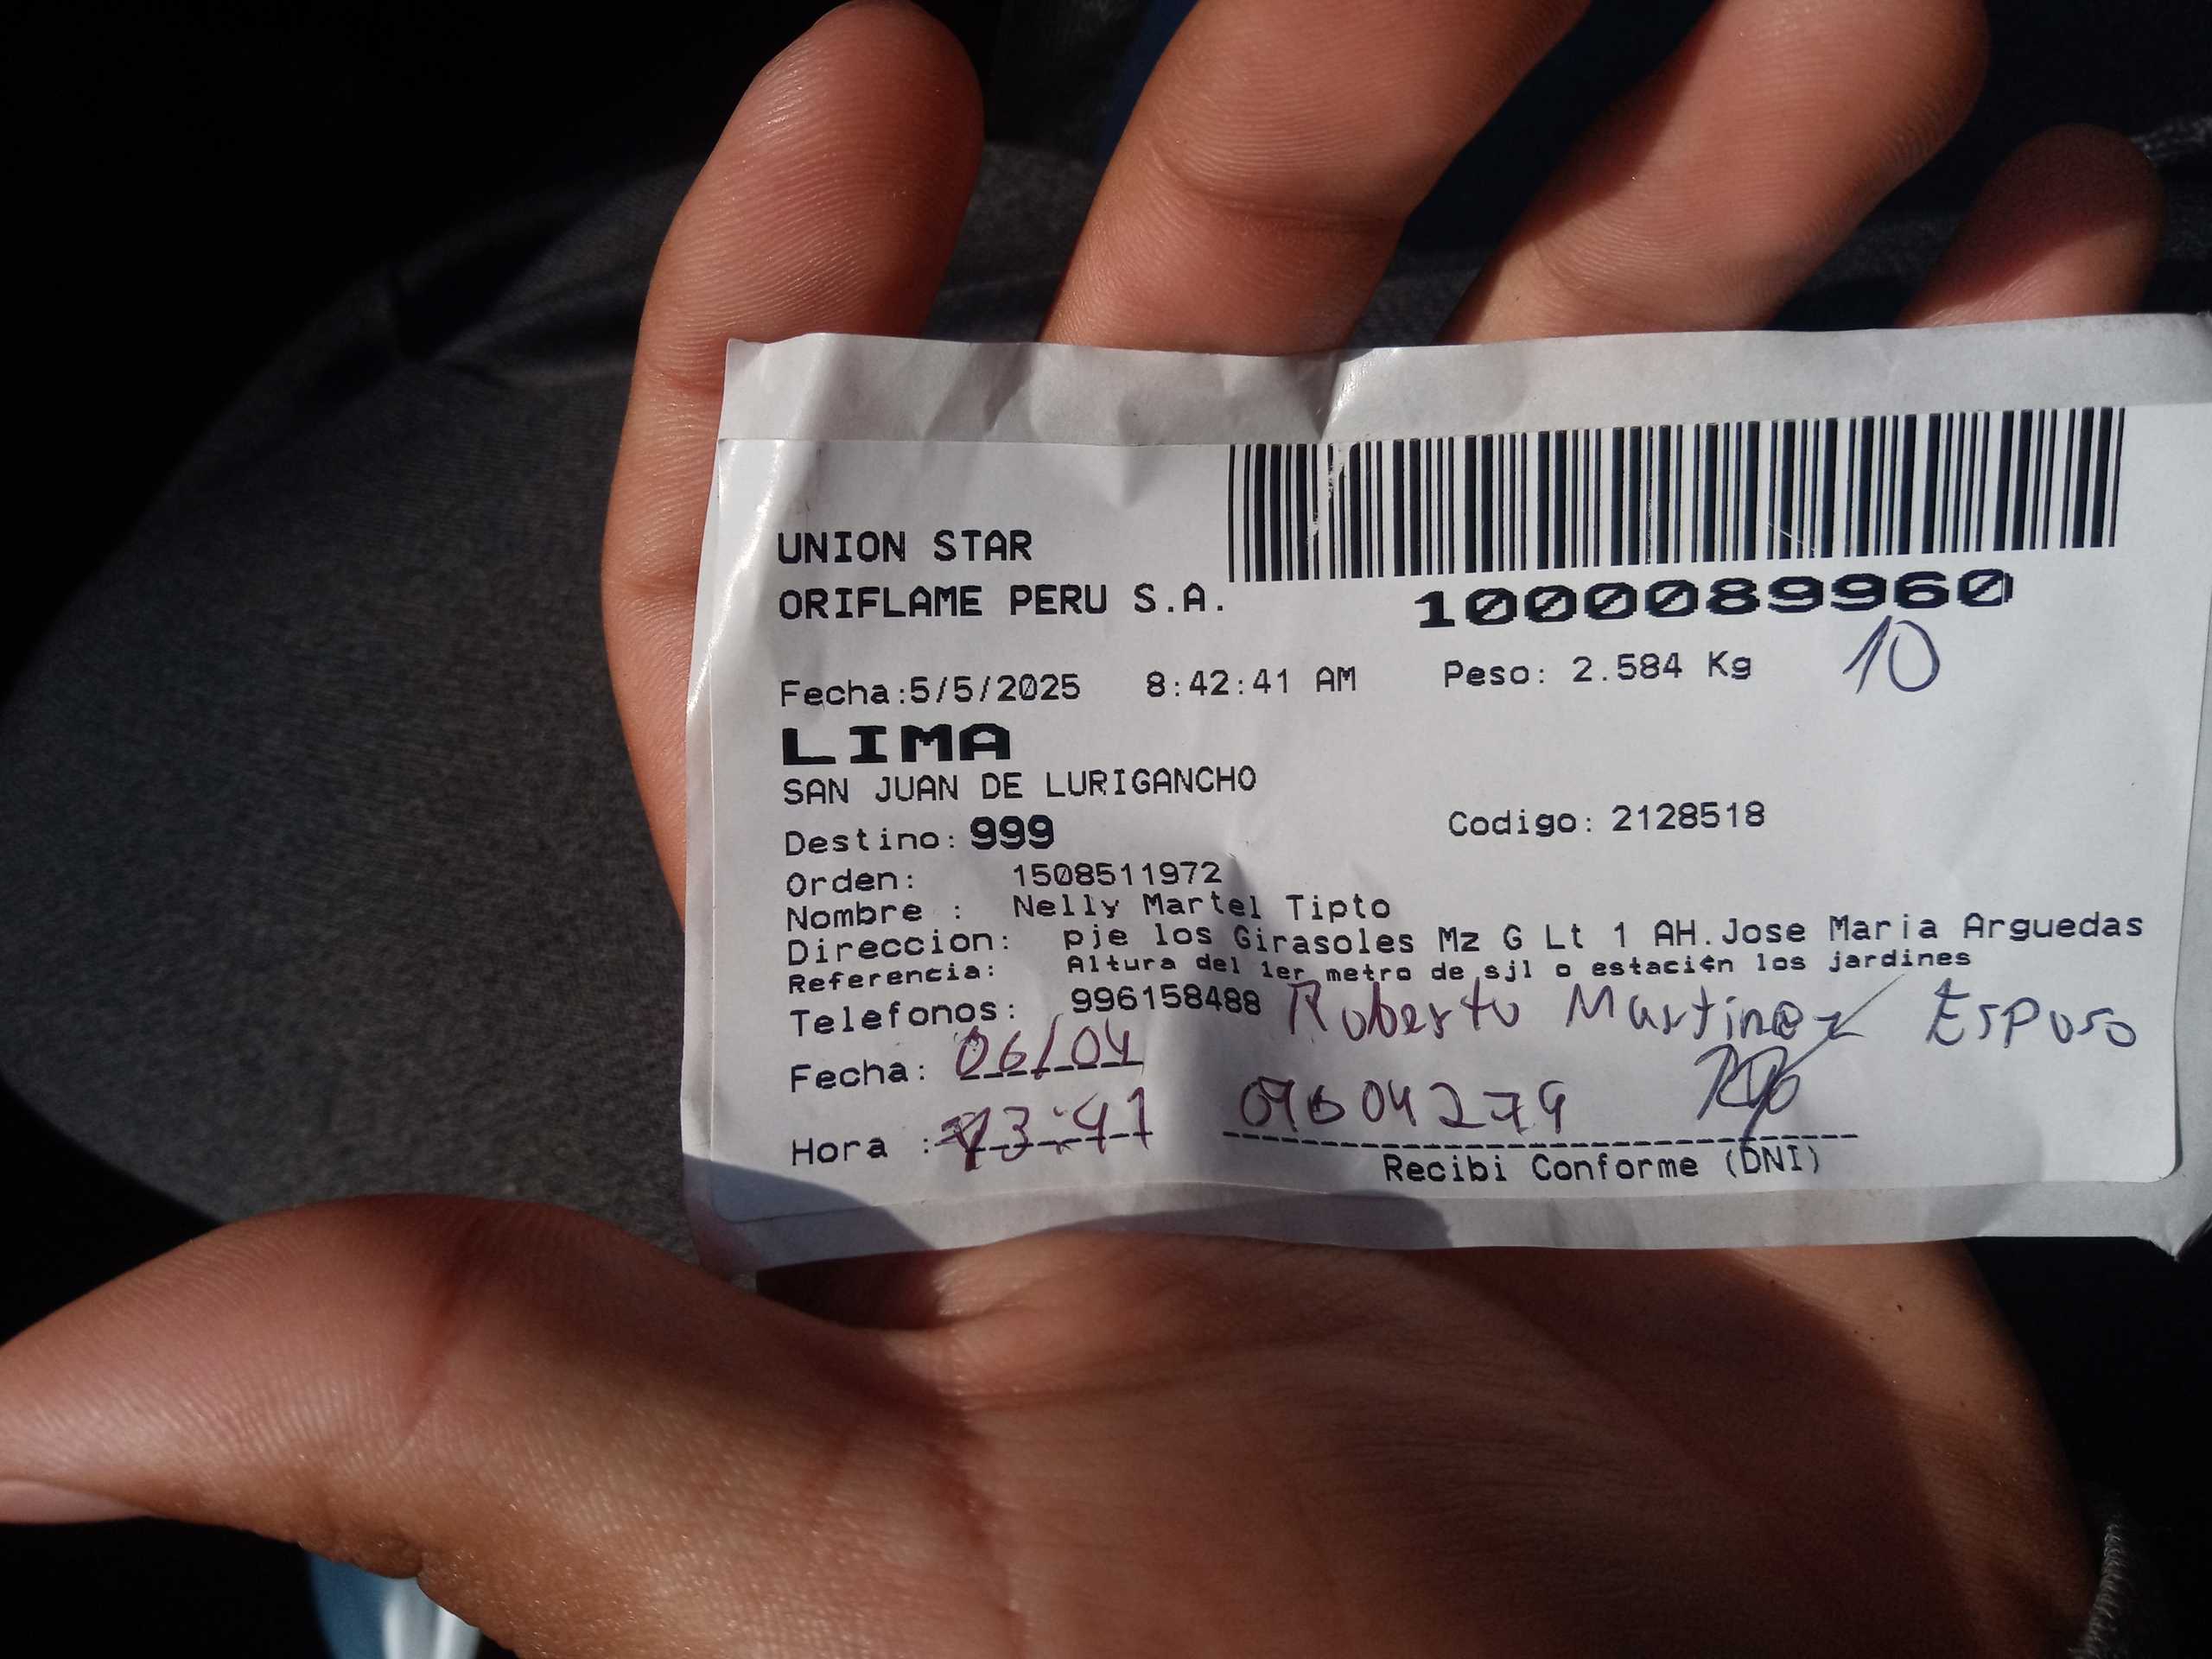 UNION STAR
ORIFLAME PERU S.A.
1000089960
10
Fecha:5/5/2025 8:42:41 AM Peso: 2.584 Kg
LIMA
SAN JUAN DE LURIGANCHO
Destino: 999 Codigo: 2128518
Orden: 1508511972
Nombre : Nelly Martel Tipto
Direccion: pje los Girasoles Mz G Lt 1 AH.Jose Maria Arguedas
Referencia: Altura del 1er metro de sjl o estaci¢n los jardines
Telefonos: 996158488 Roberto Martinez Esposo
Fecha: 06/04
Hora : 13:41 09604279
Recibi Conforme (DNI)